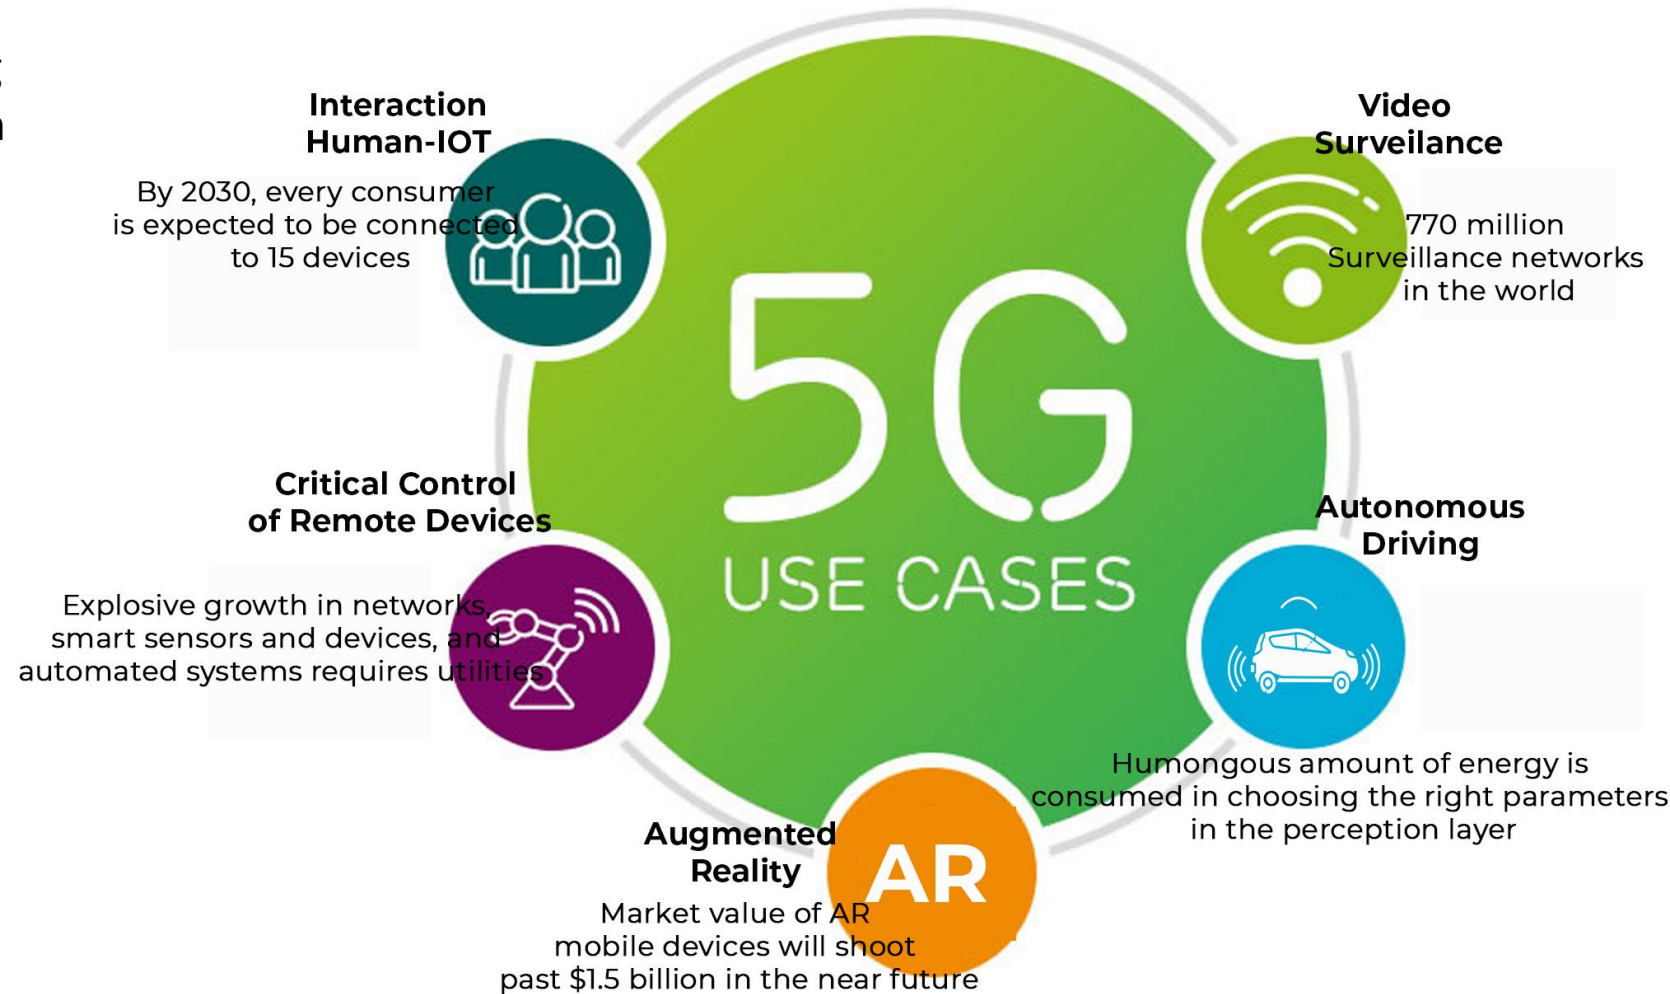 Interaction
Human-IOT
By 2030, every consumer
is expected to be connected
to 15 devices
Video
Surveilance
770 million
Surveillance networks
in the world
5G
USE CASES
Critical Control
of Remote Devices
Explosive growth in networks,
smart sensors and devices, and
automated systems requires utilities
Autonomous
Driving
Humongous amount of energy is
consumed in choosing the right parameters
in the perception layer
Augmented
Reality
AR
Market value of AR
mobile devices will shoot
past $1.5 billion in the near future